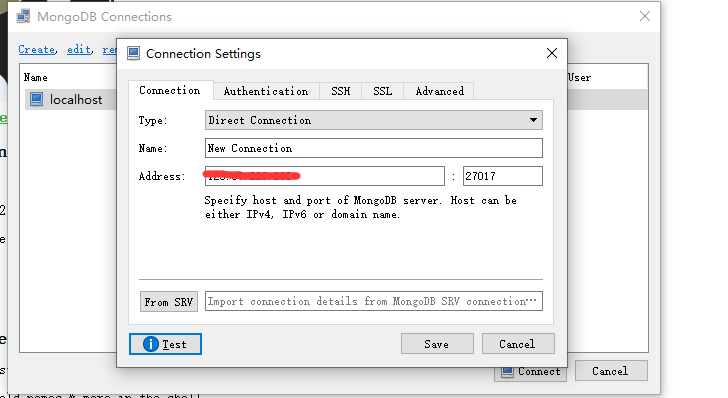 MongoDB Connections
Create, edit,
Connection Settings
Name
User
localhost
Connection
Authentication
SSH
SSL
Advanced
Type:
Direct Connection
Name:
New Connection
Address:
: 27017
Specify host and port of MongoDB server. Host can be
either IPv4, IPv6 or domain name.
From SRV
Import connection details from MongoDB SRV connection···
Test
Save
Cancel
Connect
Cancel